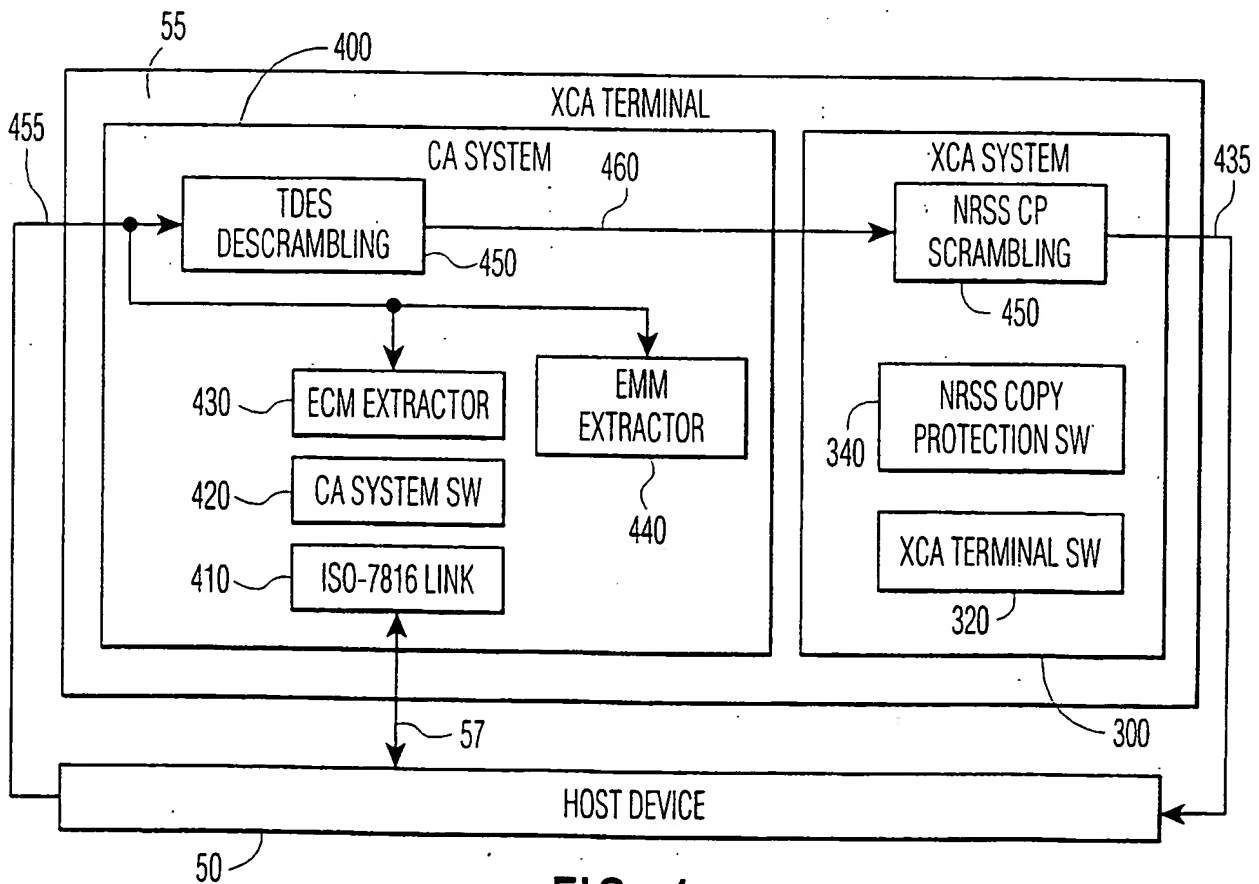 55
400
XCA TERMINAL
455
CA SYSTEM
460
XCA SYSTEM
435
TDES
DESCRAMBLING
450
NRSS CP
SCRAMBLING
450
430
ECM EXTRACTOR
EMM
EXTRACTOR
440
340
NRSS COPY
PROTECTION SW
420
CA SYSTEM SW
410
ISO-7816 LINK
XCA TERMINAL SW
320
57
300
HOST DEVICE
50